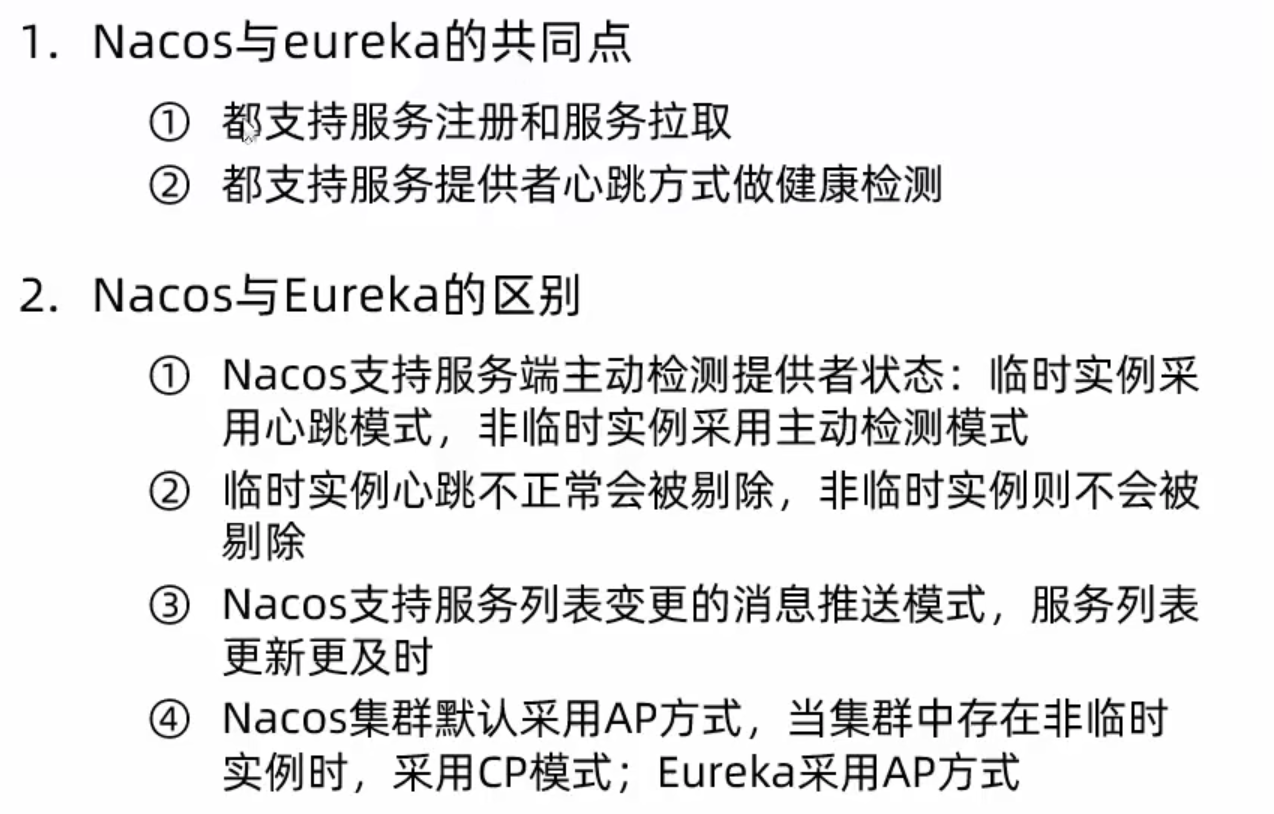 1. Nacos与eureka的共同点
① 都支持服务注册和服务拉取
② 都支持服务提供者心跳方式做健康检测
2. Nacos与Eureka的区别
① Nacos支持服务端主动检测提供者状态：临时实例采
用心跳模式，非临时实例采用主动检测模式
② 临时实例心跳不正常会被剔除，非临时实例则不会被
剔除
③ Nacos支持服务列表变更的消息推送模式，服务列表
更新更及时
④ Nacos集群默认采用AP方式，当集群中存在非临时
实例时，采用CP模式；Eureka采用AP方式